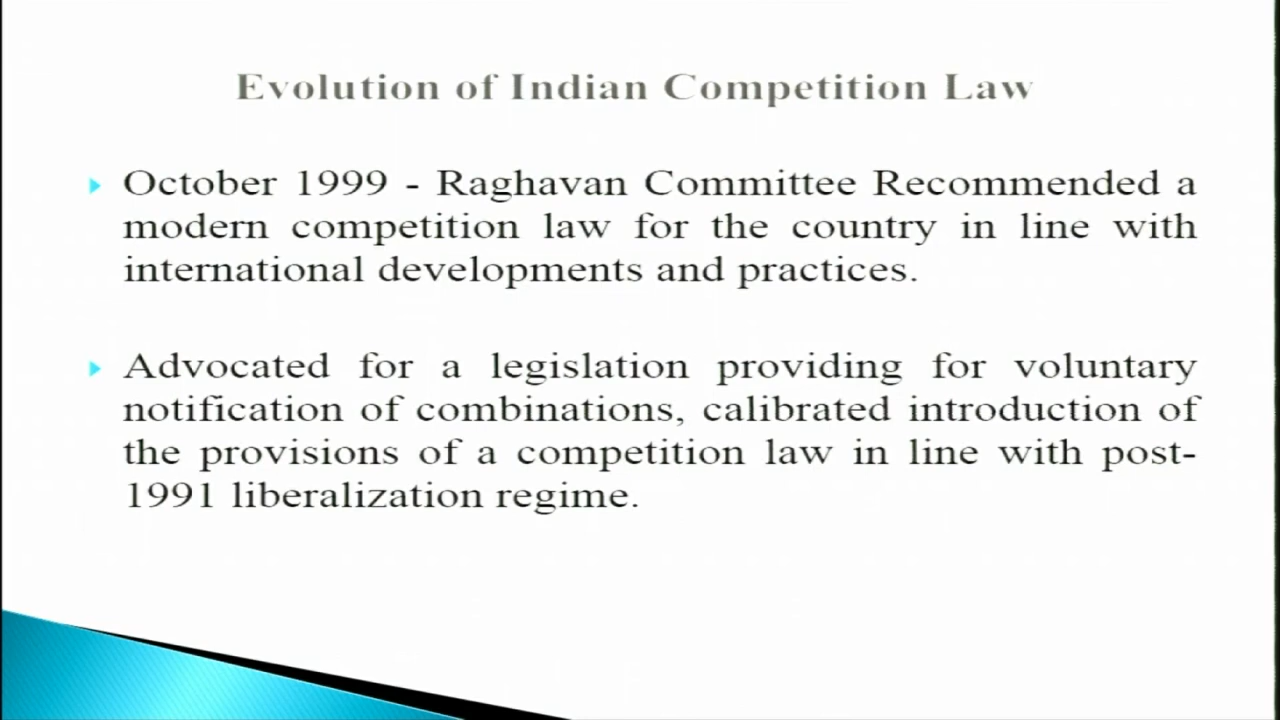 Evolution of Indian Competition Law
October 1999 - Raghavan Committee Recommended a
modern competition law for the country in line with
international developments and practices.
Advocated for a legislation providing for voluntary
notification of combinations, calibrated introduction of
the provisions of a competition law in line with post-
1991 liberalization regime.